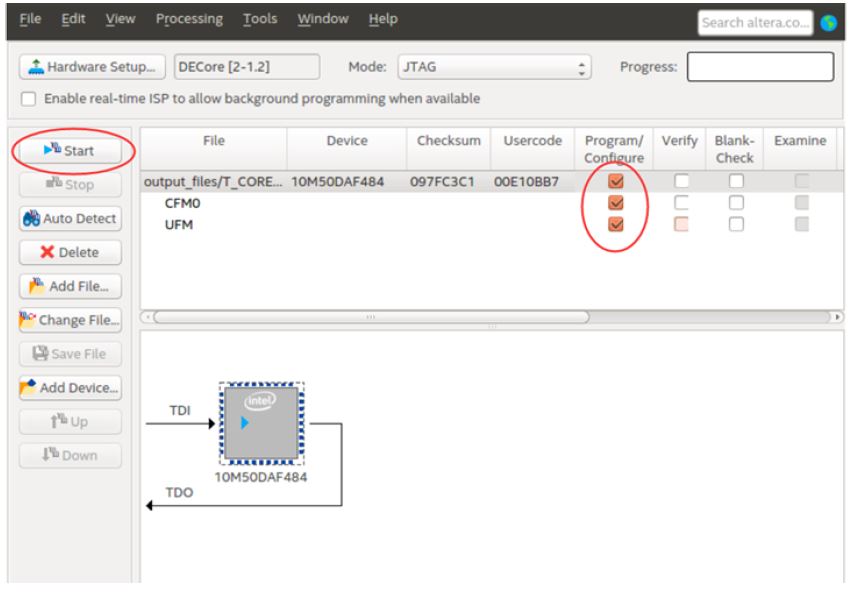 File Edit View Processing Tools Window Help
Search altera.co...
Hardware Setup... DECore [2-1.2] Mode: JTAG Progress:
Enable real-time ISP to allow background programming when available
File Device Checksum Usercode Program/ Verify Blank- Examine
Configure Check
Start
Stop
Auto Detect
Delete
Add File...
Change File...
Save File
Add Device...
Up
Down
output_files/T_CORE... 10M50DAF484 097FC3C1 00E10BB7
CFM0
UFM
TDI
intel
10M50DAF484
TDO